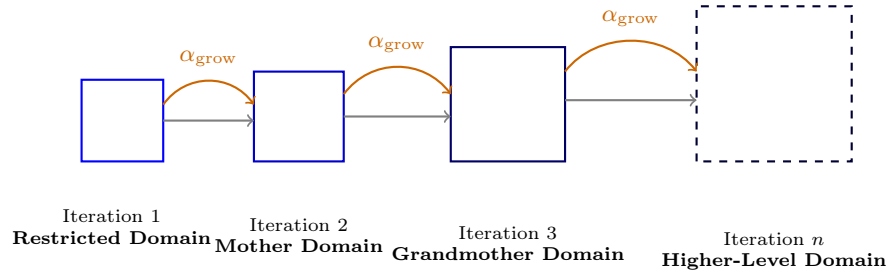 α_grow
α_grow
α_grow
Iteration 1
Restricted Domain
Iteration 2
Mother Domain
Iteration 3
Grandmother Domain
Iteration n
Higher-Level Domain